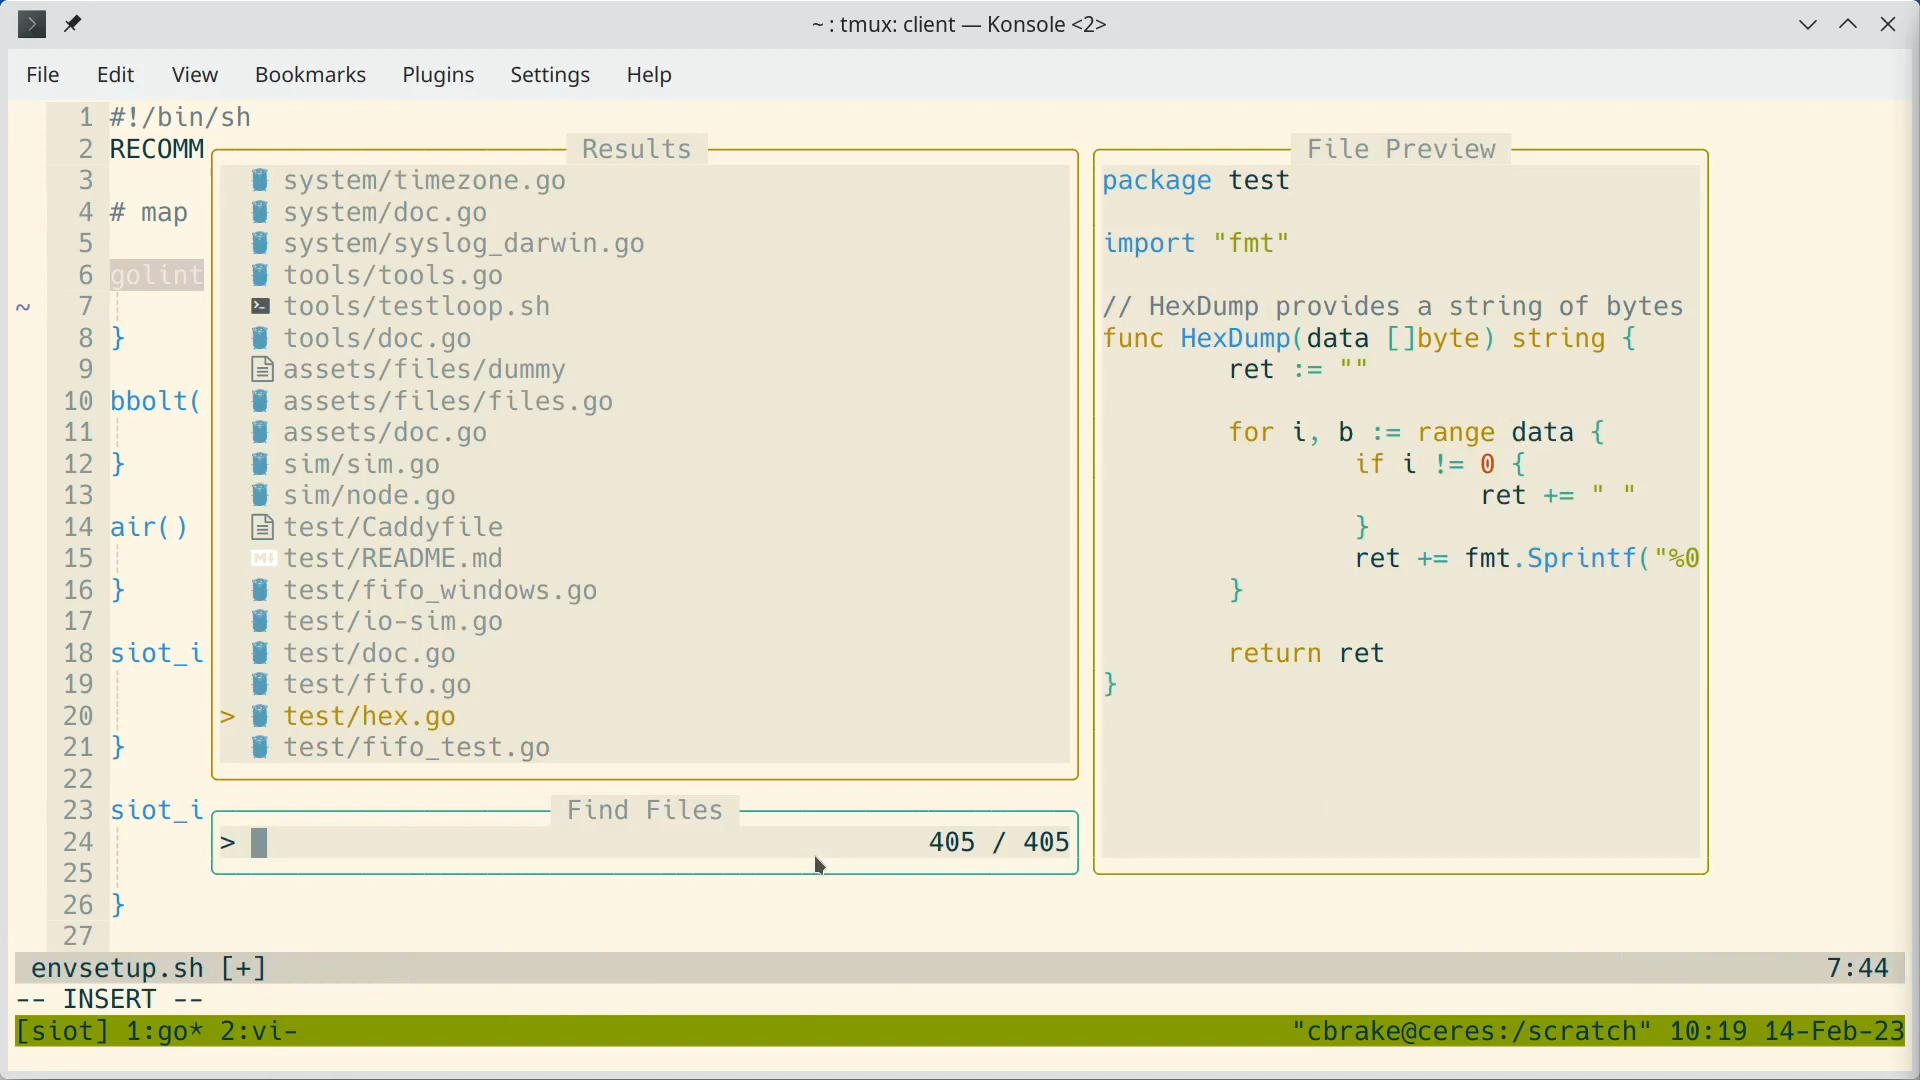 ~ : tmux: client — Konsole <2>
File Edit View Bookmarks Plugins Settings Help
1 #!/bin/sh
2 RECOMM
3
4 # map
5
6 golint
~ 7
8 }
9
10 bbolt(
11
12 }
13
14 air()
15
16 }
17
18 siot_i
19
20
21 }
22
23 siot_i
24
25
26 }
27
Results
system/timezone.go
system/doc.go
system/syslog_darwin.go
tools/tools.go
tools/testloop.sh
tools/doc.go
assets/files/dummy
assets/files/files.go
assets/doc.go
sim/sim.go
sim/node.go
test/Caddyfile
M↓ test/README.md
test/fifo_windows.go
test/io-sim.go
test/doc.go
test/fifo.go
> test/hex.go
test/fifo_test.go
Find Files
> 405 / 405
File Preview
package test
import "fmt"
// HexDump provides a string of bytes
func HexDump(data []byte) string {
ret := ""
for i, b := range data {
if i != 0 {
ret += " "
}
ret += fmt.Sprintf("%0
}
return ret
}
envsetup.sh [+] 7:44
-- INSERT --
[siot] 1:go* 2:vi- "cbrake@ceres:/scratch" 10:19 14-Feb-23